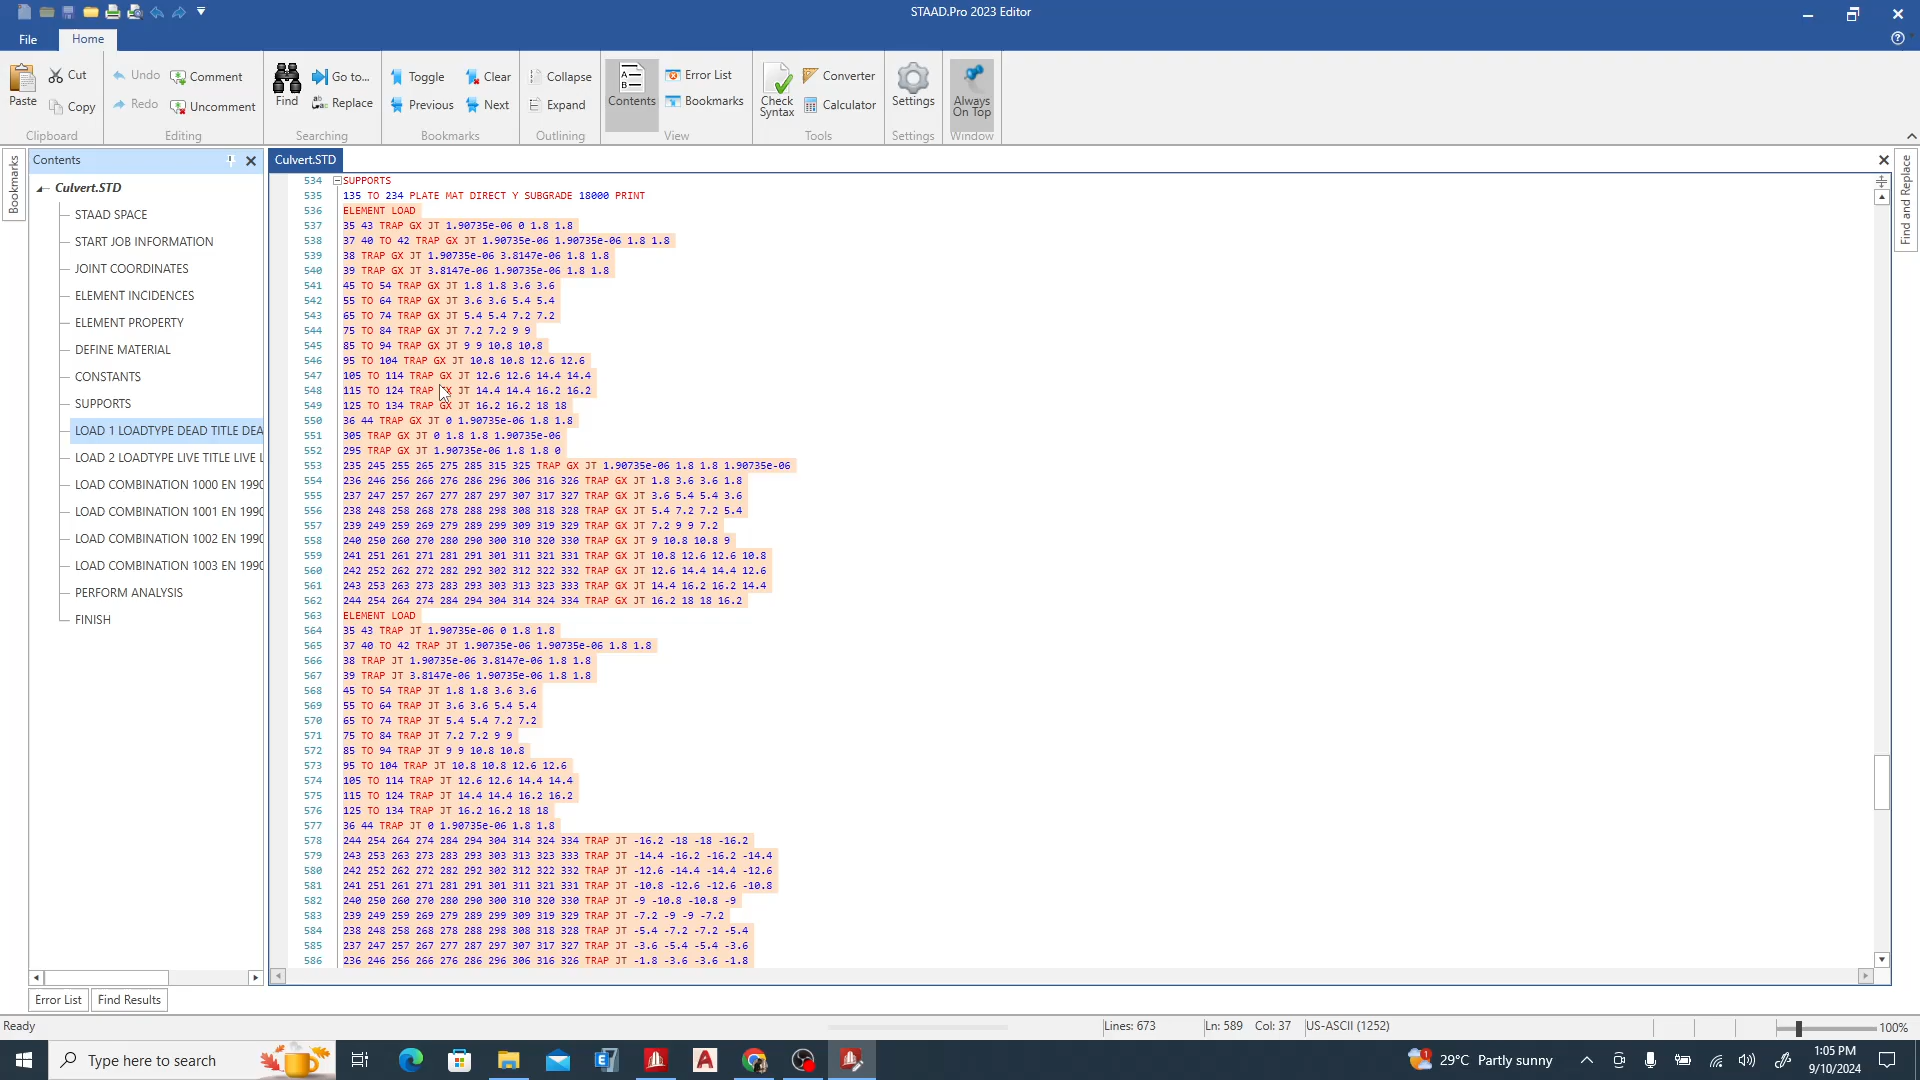 STAAD.Pro 2023 Editor
File
Home
Paste
Cut
Copy
Clipboard
Undo
Redo
Comment
Uncomment
Editing
Find
Go to...
Replace
Searching
Toggle
Previous
Clear
Next
Bookmarks
Collapse
Expand
Outlining
Contents
Error List
Bookmarks
View
Check
Syntax
Converter
Calculator
Tools
Settings
Settings
Always
On Top
Window
Bookmarks
Contents
Culvert.STD
STAAD SPACE
START JOB INFORMATION
JOINT COORDINATES
ELEMENT INCIDENCES
ELEMENT PROPERTY
DEFINE MATERIAL
CONSTANTS
SUPPORTS
LOAD 1 LOADTYPE DEAD TITLE DEA
LOAD 2 LOADTYPE LIVE TITLE LIVE L
LOAD COMBINATION 1000 EN 1990
LOAD COMBINATION 1001 EN 1990
LOAD COMBINATION 1002 EN 1990
LOAD COMBINATION 1003 EN 1990
PERFORM ANALYSIS
FINISH
Culvert.STD
534 SUPPORTS
535 135 TO 234 PLATE MAT DIRECT Y SUBGRADE 18000 PRINT
536 ELEMENT LOAD
537 35 43 TRAP GX JT 1.90735e-06 0 1.8 1.8
538 37 40 TO 42 TRAP GX JT 1.90735e-06 1.90735e-06 1.8 1.8
539 38 TRAP GX JT 1.90735e-06 3.8147e-06 1.8 1.8
540 39 TRAP GX JT 3.8147e-06 1.90735e-06 1.8 1.8
541 45 TO 54 TRAP GX JT 1.8 1.8 3.6 3.6
542 55 TO 64 TRAP GX JT 3.6 3.6 5.4 5.4
543 65 TO 74 TRAP GX JT 5.4 5.4 7.2 7.2
544 75 TO 84 TRAP GX JT 7.2 7.2 9 9
545 85 TO 94 TRAP GX JT 9 9 10.8 10.8
546 95 TO 104 TRAP GX JT 10.8 10.8 12.6 12.6
547 105 TO 114 TRAP GX JT 12.6 12.6 14.4 14.4
548 115 TO 124 TRAP GX JT 14.4 14.4 16.2 16.2
549 125 TO 134 TRAP GX JT 16.2 16.2 18 18
550 36 44 TRAP GX JT 0 1.90735e-06 1.8 1.8
551 305 TRAP GX JT 0 1.8 1.8 1.90735e-06
552 295 TRAP GX JT 1.90735e-06 1.8 1.8 0
553 235 245 255 265 275 285 315 325 TRAP GX JT 1.90735e-06 1.8 1.8 1.90735e-06
554 236 246 256 266 276 286 296 306 316 326 TRAP GX JT 1.8 3.6 3.6 1.8
555 237 247 257 267 277 287 297 307 317 327 TRAP GX JT 3.6 5.4 5.4 3.6
556 238 248 258 268 278 288 298 308 318 328 TRAP GX JT 5.4 7.2 7.2 5.4
557 239 249 259 269 279 289 299 309 319 329 TRAP GX JT 7.2 9 9 7.2
558 240 250 260 270 280 290 300 310 320 330 TRAP GX JT 9 10.8 10.8 9
559 241 251 261 271 281 291 301 311 321 331 TRAP GX JT 10.8 12.6 12.6 10.8
560 242 252 262 272 282 292 302 312 322 332 TRAP GX JT 12.6 14.4 14.4 12.6
561 243 253 263 273 283 293 303 313 323 333 TRAP GX JT 14.4 16.2 16.2 14.4
562 244 254 264 274 284 294 304 314 324 334 TRAP GX JT 16.2 18 18 16.2
563 ELEMENT LOAD
564 35 43 TRAP JT 1.90735e-06 0 1.8 1.8
565 37 40 TO 42 TRAP JT 1.90735e-06 1.90735e-06 1.8 1.8
566 38 TRAP JT 1.90735e-06 3.8147e-06 1.8 1.8
567 39 TRAP JT 3.8147e-06 1.90735e-06 1.8 1.8
568 45 TO 54 TRAP JT 1.8 1.8 3.6 3.6
569 55 TO 64 TRAP JT 3.6 3.6 5.4 5.4
570 65 TO 74 TRAP JT 5.4 5.4 7.2 7.2
571 75 TO 84 TRAP JT 7.2 7.2 9 9
572 85 TO 94 TRAP JT 9 9 10.8 10.8
573 95 TO 104 TRAP JT 10.8 10.8 12.6 12.6
574 105 TO 114 TRAP JT 12.6 12.6 14.4 14.4
575 115 TO 124 TRAP JT 14.4 14.4 16.2 16.2
576 125 TO 134 TRAP JT 16.2 16.2 18 18
577 36 44 TRAP JT 0 1.90735e-06 1.8 1.8
578 244 254 264 274 284 294 304 314 324 334 TRAP JT -16.2 -18 -18 -16.2
579 243 253 263 273 283 293 303 313 323 333 TRAP JT -14.4 -16.2 -16.2 -14.4
580 242 252 262 272 282 292 302 312 322 332 TRAP JT -12.6 -14.4 -14.4 -12.6
581 241 251 261 271 281 291 301 311 321 331 TRAP JT -10.8 -12.6 -12.6 -10.8
582 240 250 260 270 280 290 300 310 320 330 TRAP JT -9 -10.8 -10.8 -9
583 239 249 259 269 279 289 299 309 319 329 TRAP JT -7.2 -9 -9 -7.2
584 238 248 258 268 278 288 298 308 318 328 TRAP JT -5.4 -7.2 -7.2 -5.4
585 237 247 257 267 277 287 297 307 317 327 TRAP JT -3.6 -5.4 -5.4 -3.6
586 236 246 256 266 276 286 296 306 316 326 TRAP JT -1.8 -3.6 -3.6 -1.8
Find and Replace
Error List
Find Results
Ready
Lines: 673
Ln: 589 Col: 37
US-ASCII (1252)
100%
Type here to search
29°C Partly sunny
1:05 PM
9/10/2024